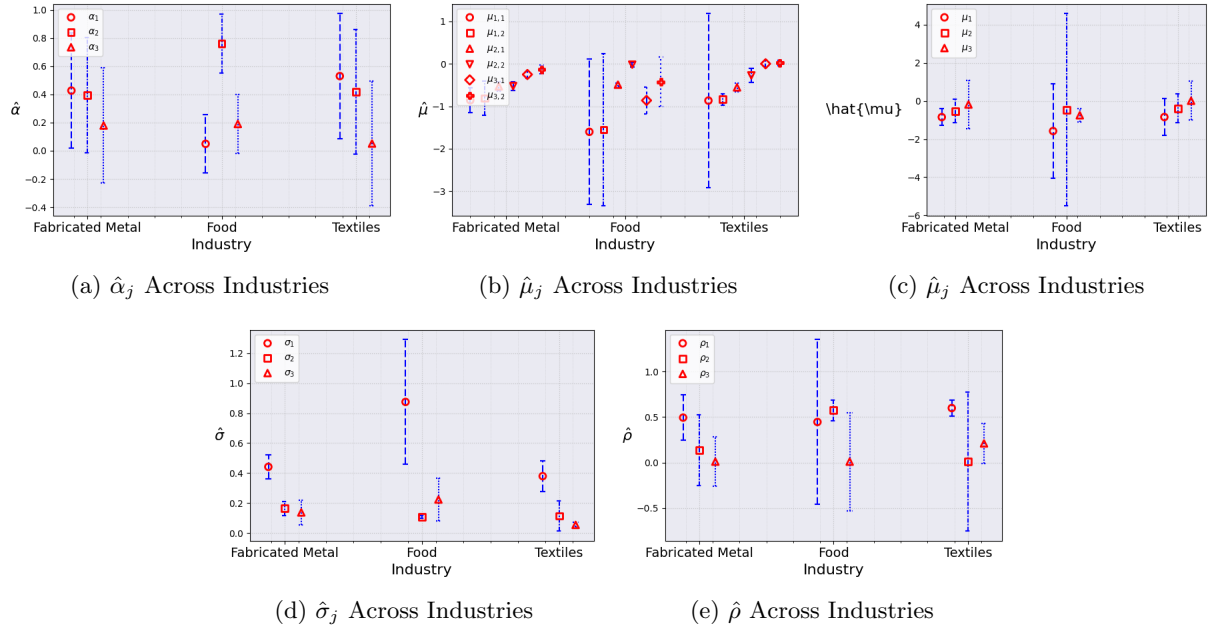 1.0
0.8
0.6
0.4
0.2
0.0
−0.2
−0.4
α̂
α₁
α₂
α₃
Fabricated Metal Food Textiles
Industry
(a) α̂ⱼ Across Industries
1
0
−1
−2
−3
μ̂
μ₁,₁
μ₁,₂
μ₂,₁
μ₂,₂
μ₃,₁
μ₃,₂
Fabricated Metal Food Textiles
Industry
(b) μ̂ⱼ Across Industries
4
2
0
−2
−4
−6
\hat{\mu}
μ₁
μ₂
μ₃
Fabricated Metal Food Textiles
Industry
(c) μ̂ⱼ Across Industries
1.2
1.0
0.8
0.6
0.4
0.2
0.0
σ̂
σ₁
σ₂
σ₃
Fabricated Metal Food Textiles
Industry
(d) σ̂ⱼ Across Industries
1.0
0.5
0.0
−0.5
ρ̂
ρ₁
ρ₂
ρ₃
Fabricated Metal Food Textiles
Industry
(e) ρ̂ Across Industries